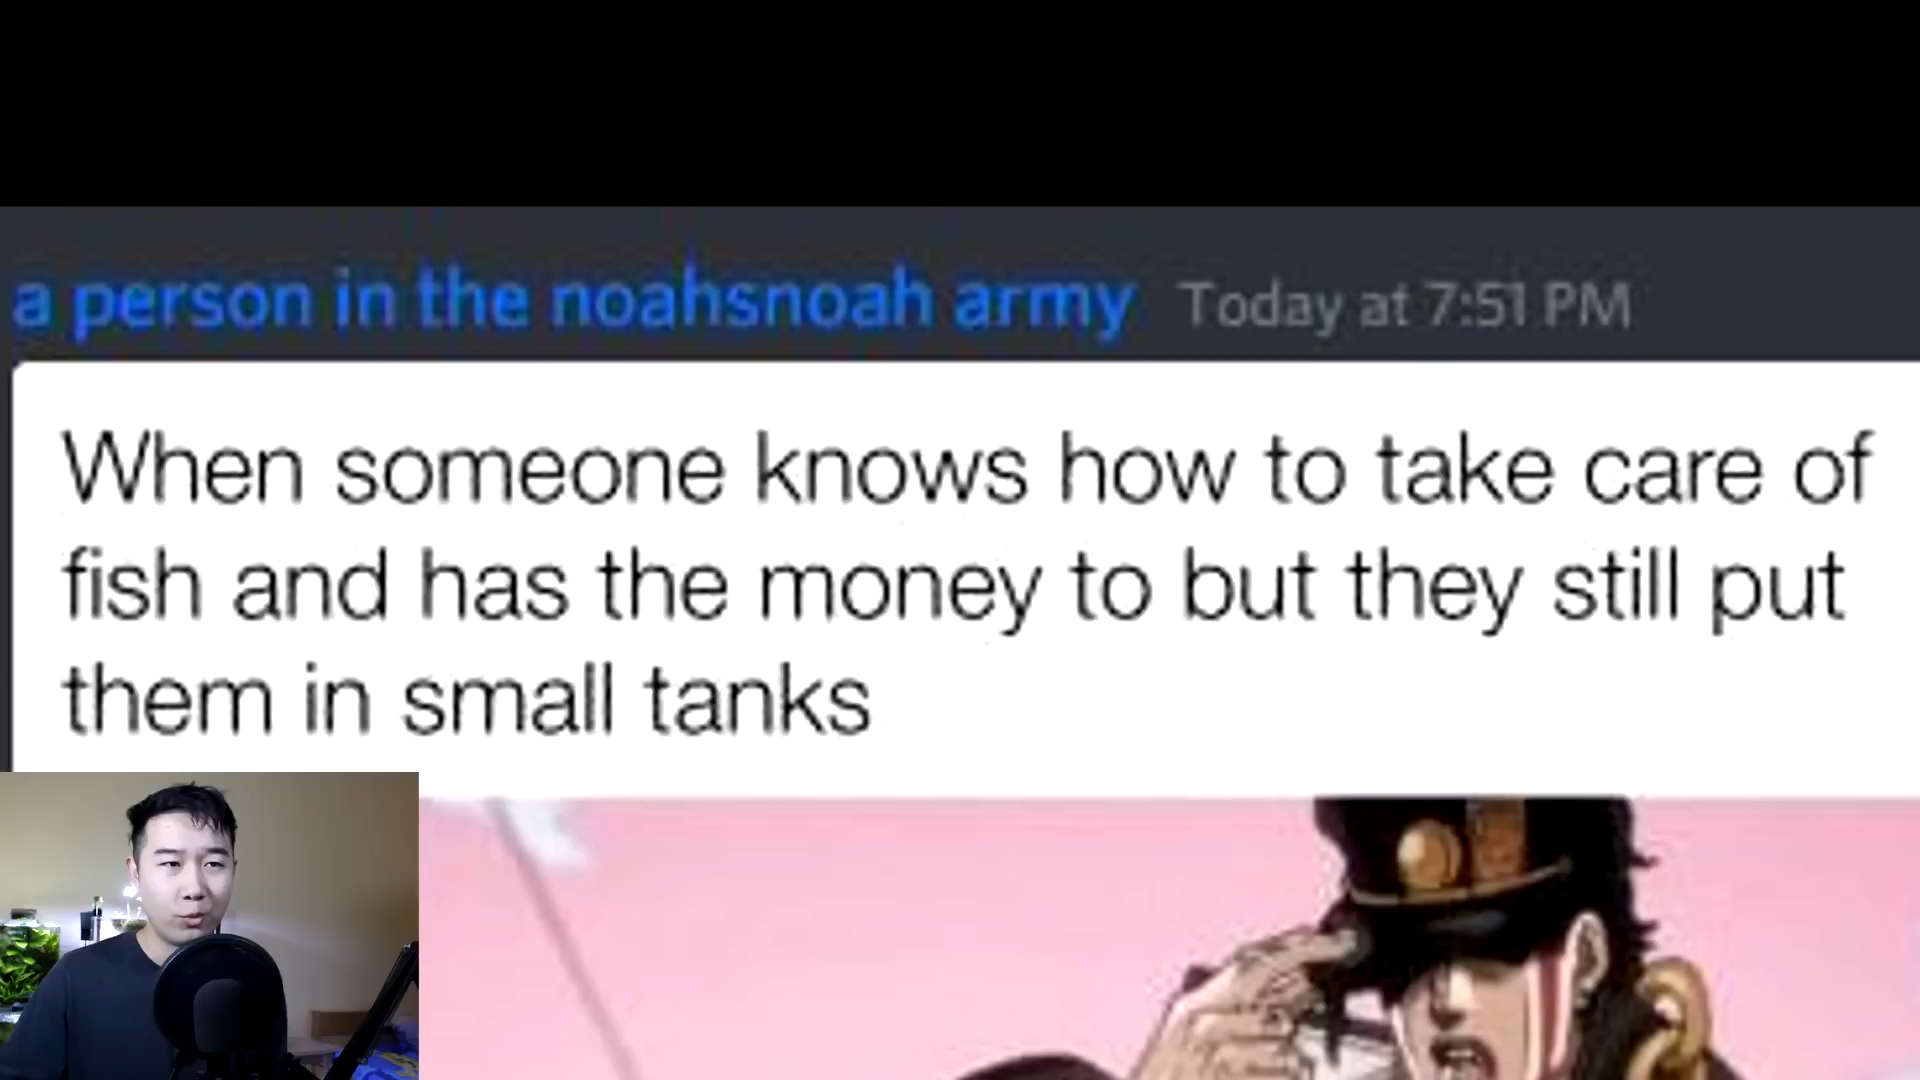 a person in the noahsnoah army Today at 7:51 PM
When someone knows how to take care of
fish and has the money to but they still put
them in small tanks